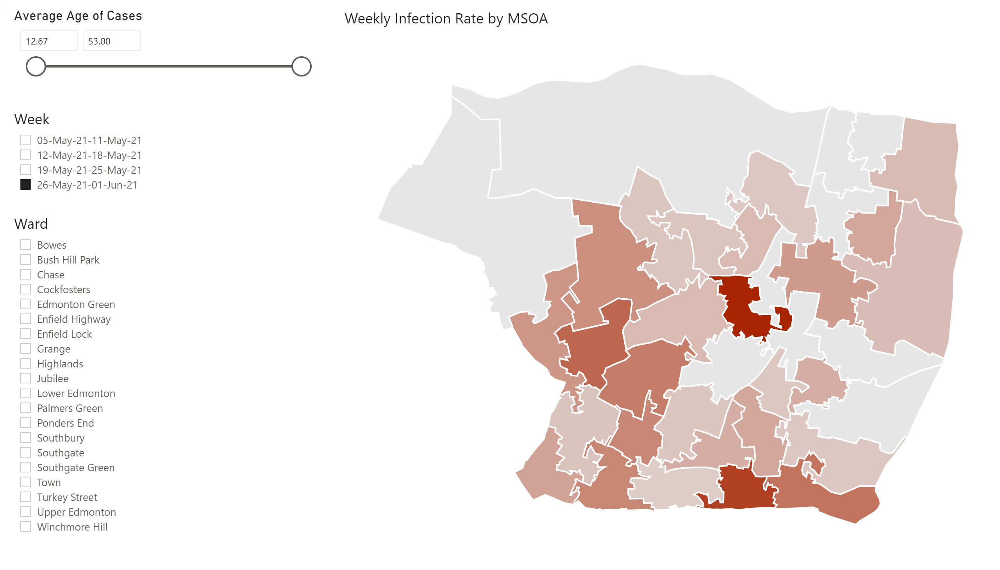 Average Age of Cases
12.67 53.00
Week
05-May-21-11-May-21
12-May-21-18-May-21
19-May-21-25-May-21
26-May-21-01-Jun-21
Ward
Bowes
Bush Hill Park
Chase
Cockfosters
Edmonton Green
Enfield Highway
Enfield Lock
Grange
Highlands
Jubilee
Lower Edmonton
Palmers Green
Ponders End
Southbury
Southgate
Southgate Green
Town
Turkey Street
Upper Edmonton
Winchmore Hill
Weekly Infection Rate by MSOA